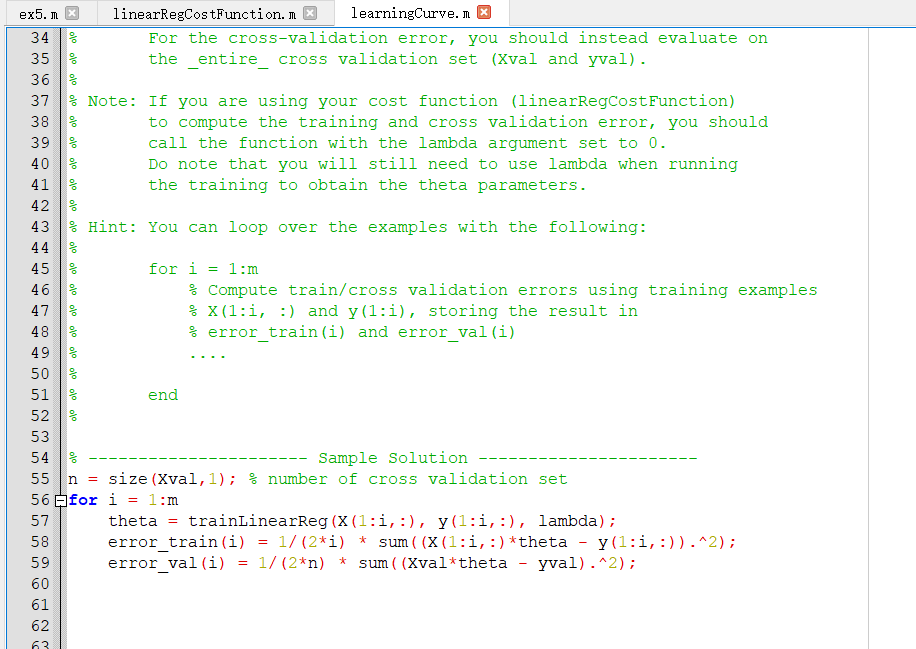 ex5.m linearRegCostFunction.m learningCurve.m
34 % For the cross-validation error, you should instead evaluate on
35 % the _entire_ cross validation set (Xval and yval).
36 %
37 % Note: If you are using your cost function (linearRegCostFunction)
38 % to compute the training and cross validation error, you should
39 % call the function with the lambda argument set to 0.
40 % Do note that you will still need to use lambda when running
41 % the training to obtain the theta parameters.
42 %
43 % Hint: You can loop over the examples with the following:
44 %
45 % for i = 1:m
46 % % Compute train/cross validation errors using training examples
47 % % X(1:i, :) and y(1:i), storing the result in
48 % % error_train(i) and error_val(i)
49 % ....
50 %
51 % end
52 %
53
54 % ---------------------- Sample Solution ----------------------
55 n = size(Xval,1); % number of cross validation set
56 for i = 1:m
57 theta = trainLinearReg(X(1:i,:), y(1:i,:), lambda);
58 error_train(i) = 1/(2*i) * sum((X(1:i,:)*theta - y(1:i,:)).^2);
59 error_val(i) = 1/(2*n) * sum((Xval*theta - yval).^2);
60
61
62
63